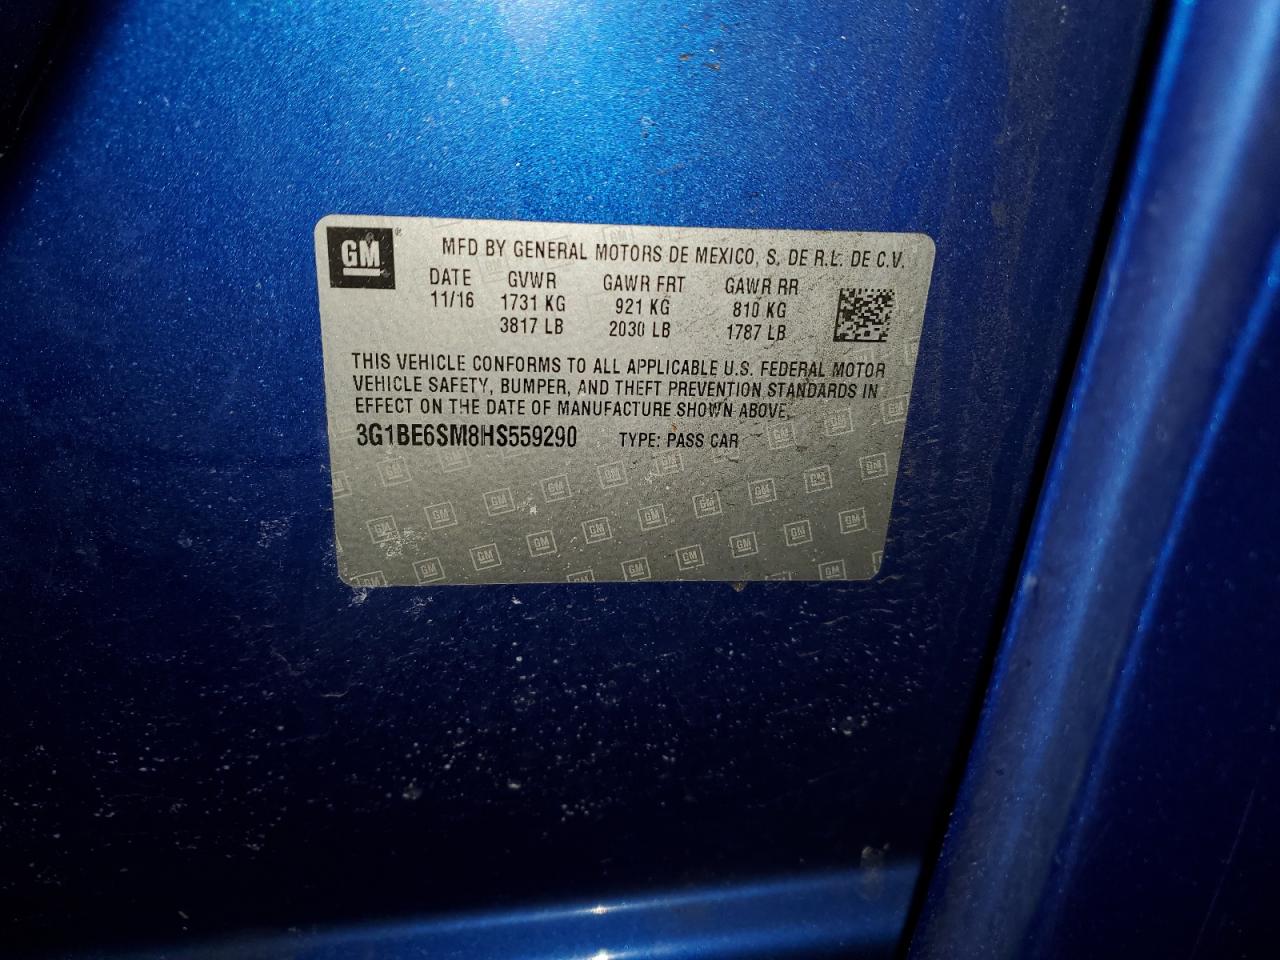 GM
MFD BY GENERAL MOTORS DE MEXICO, S. DE R.L. DE C.V.
DATE GVWR GAWR FRT GAWR RR
11/16 1731 KG 921 KG 810 KG
3817 LB 2030 LB 1787 LB
THIS VEHICLE CONFORMS TO ALL APPLICABLE U.S. FEDERAL MOTOR
VEHICLE SAFETY, BUMPER, AND THEFT PREVENTION STANDARDS IN
EFFECT ON THE DATE OF MANUFACTURE SHOWN ABOVE.
3G1BE6SM8HS559290 TYPE: PASS CAR